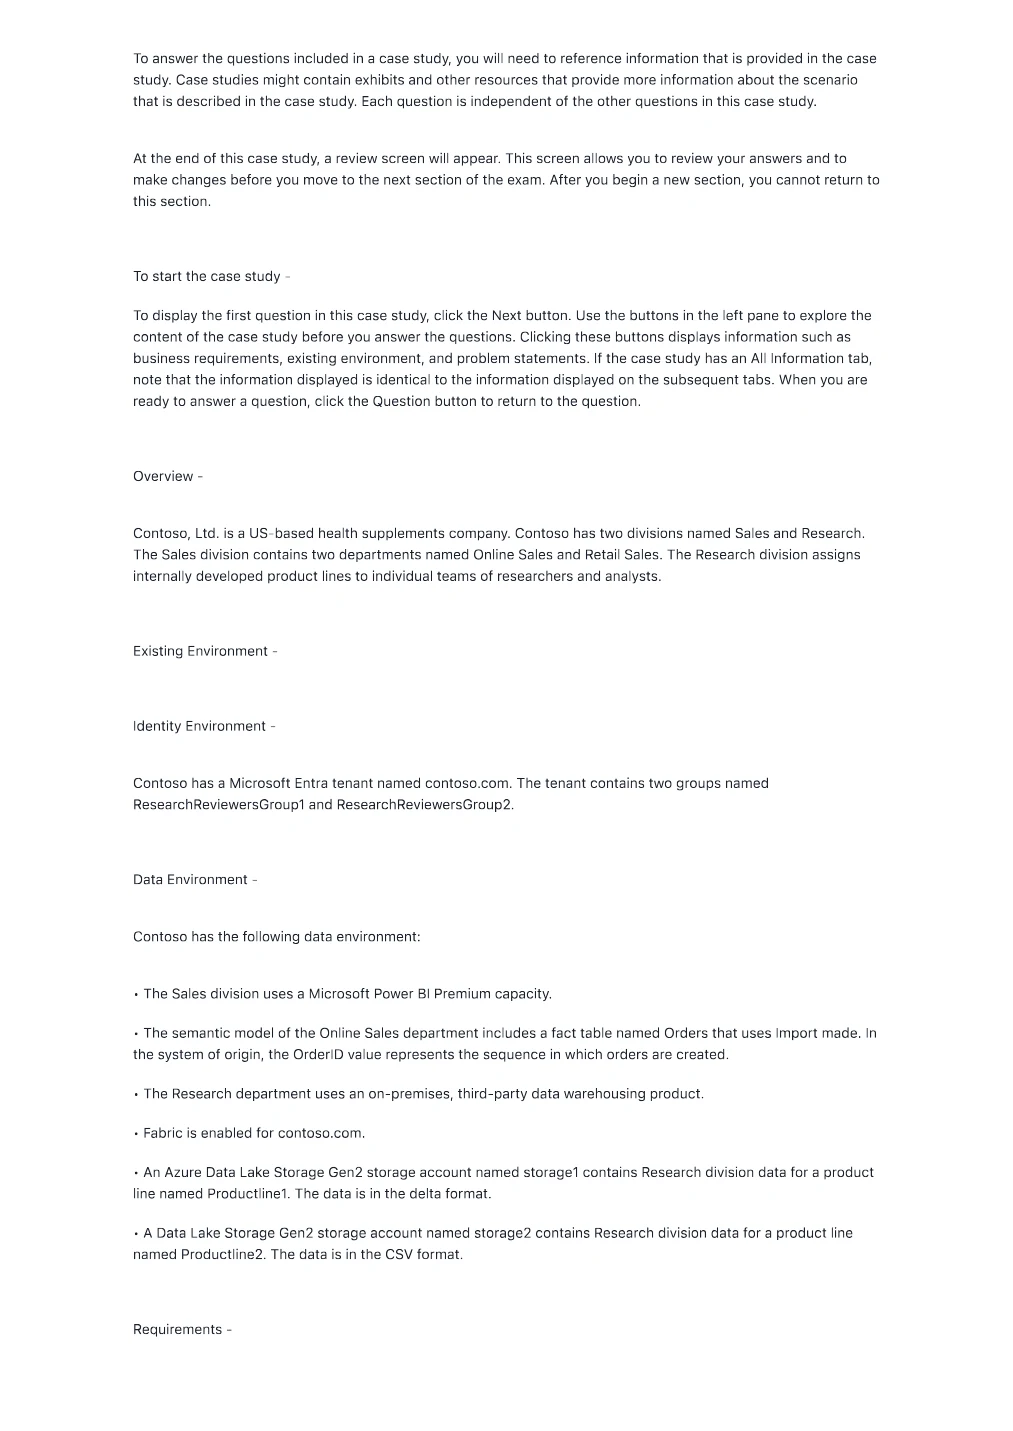 To answer the questions included in a case study, you will need to reference information that is provided in the case
study. Case studies might contain exhibits and other resources that provide more information about the scenario
that is described in the case study. Each question is independent of the other questions in this case study.
At the end of this case study, a review screen will appear. This screen allows you to review your answers and to
make changes before you move to the next section of the exam. After you begin a new section, you cannot return to
this section.
To start the case study -
To display the first question in this case study, click the Next button. Use the buttons in the left pane to explore the
content of the case study before you answer the questions. Clicking these buttons displays information such as
business requirements, existing environment, and problem statements. If the case study has an All Information tab,
note that the information displayed is identical to the information displayed on the subsequent tabs. When you are
ready to answer a question, click the Question button to return to the question.
Overview -
Contoso, Ltd. is a US-based health supplements company. Contoso has two divisions named Sales and Research.
The Sales division contains two departments named Online Sales and Retail Sales. The Research division assigns
internally developed product lines to individual teams of researchers and analysts.
Existing Environment -
Identity Environment -
Contoso has a Microsoft Entra tenant named contoso.com. The tenant contains two groups named
ResearchReviewersGroup1 and ResearchReviewersGroup2.
Data Environment -
Contoso has the following data environment:
• The Sales division uses a Microsoft Power BI Premium capacity.
• The semantic model of the Online Sales department includes a fact table named Orders that uses Import made. In
the system of origin, the OrderID value represents the sequence in which orders are created.
• The Research department uses an on-premises, third-party data warehousing product.
• Fabric is enabled for contoso.com.
• An Azure Data Lake Storage Gen2 storage account named storage1 contains Research division data for a product
line named Productline1. The data is in the delta format.
• A Data Lake Storage Gen2 storage account named storage2 contains Research division data for a product line
named Productline2. The data is in the CSV format.
Requirements -